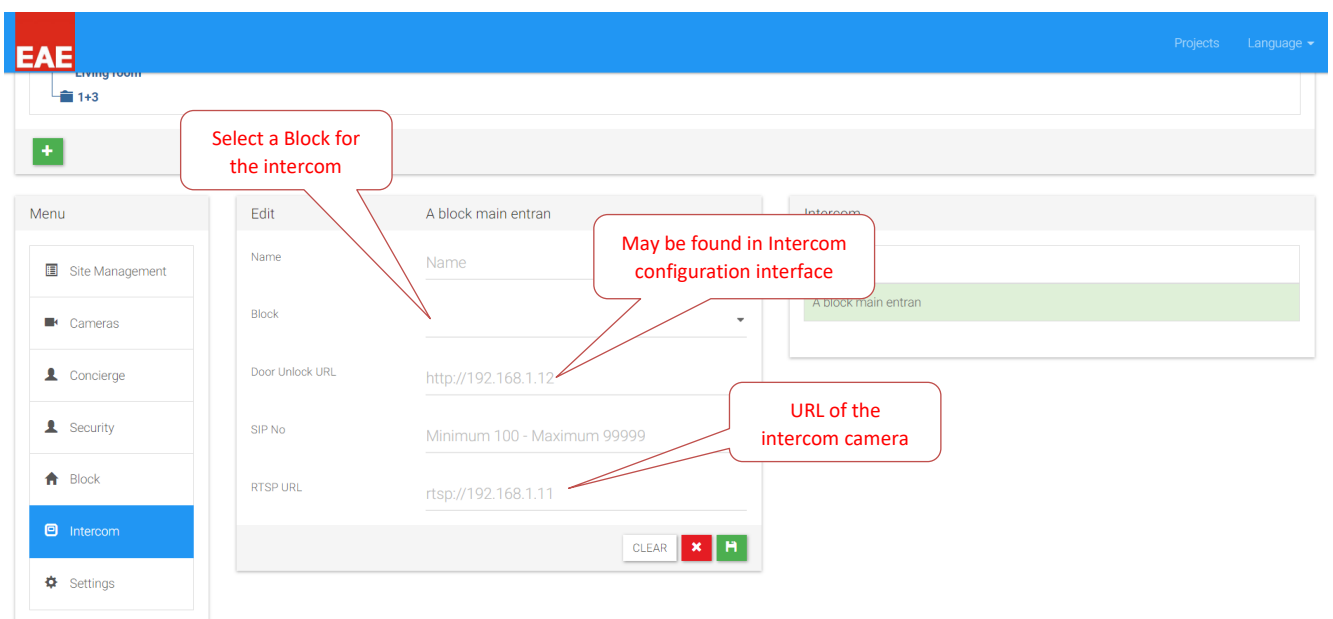 EAE
Projects
Language
Living room
1+3
Select a Block for
the intercom
Menu
Site Management
Cameras
Concierge
Security
Block
Intercom
Settings
Edit
A block main entran
Name
Name
May be found in Intercom
configuration interface
Block
Door Unlock URL
http://192.168.1.12
SIP No
Minimum 100 - Maximum 99999
URL of the
intercom camera
RTSP URL
rtsp://192.168.1.11
CLEAR
Intercom
A block main entran